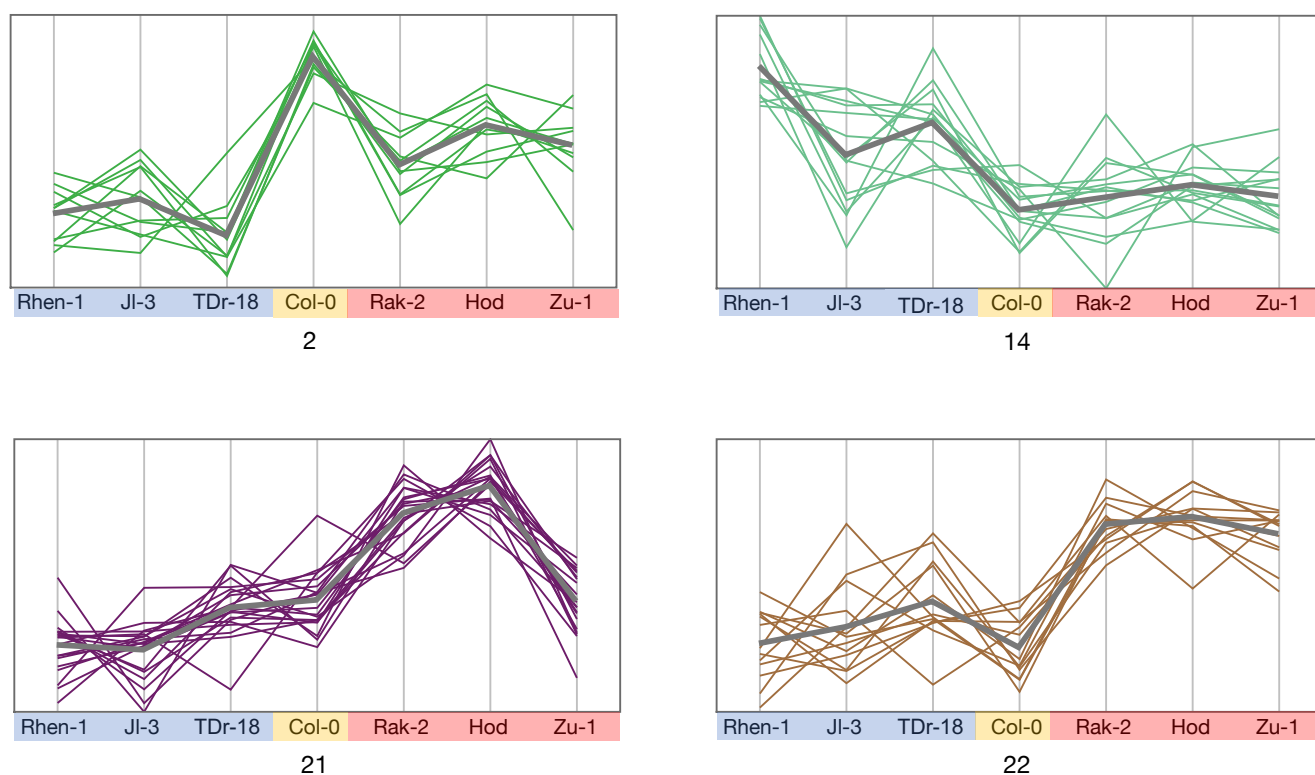 Rhen-1 Jl-3 TDr-18 Col-0 Rak-2 Hod Zu-1
2
Rhen-1 Jl-3 TDr-18 Col-0 Rak-2 Hod Zu-1
14
Rhen-1 Jl-3 TDr-18 Col-0 Rak-2 Hod Zu-1
21
Rhen-1 Jl-3 TDr-18 Col-0 Rak-2 Hod Zu-1
22